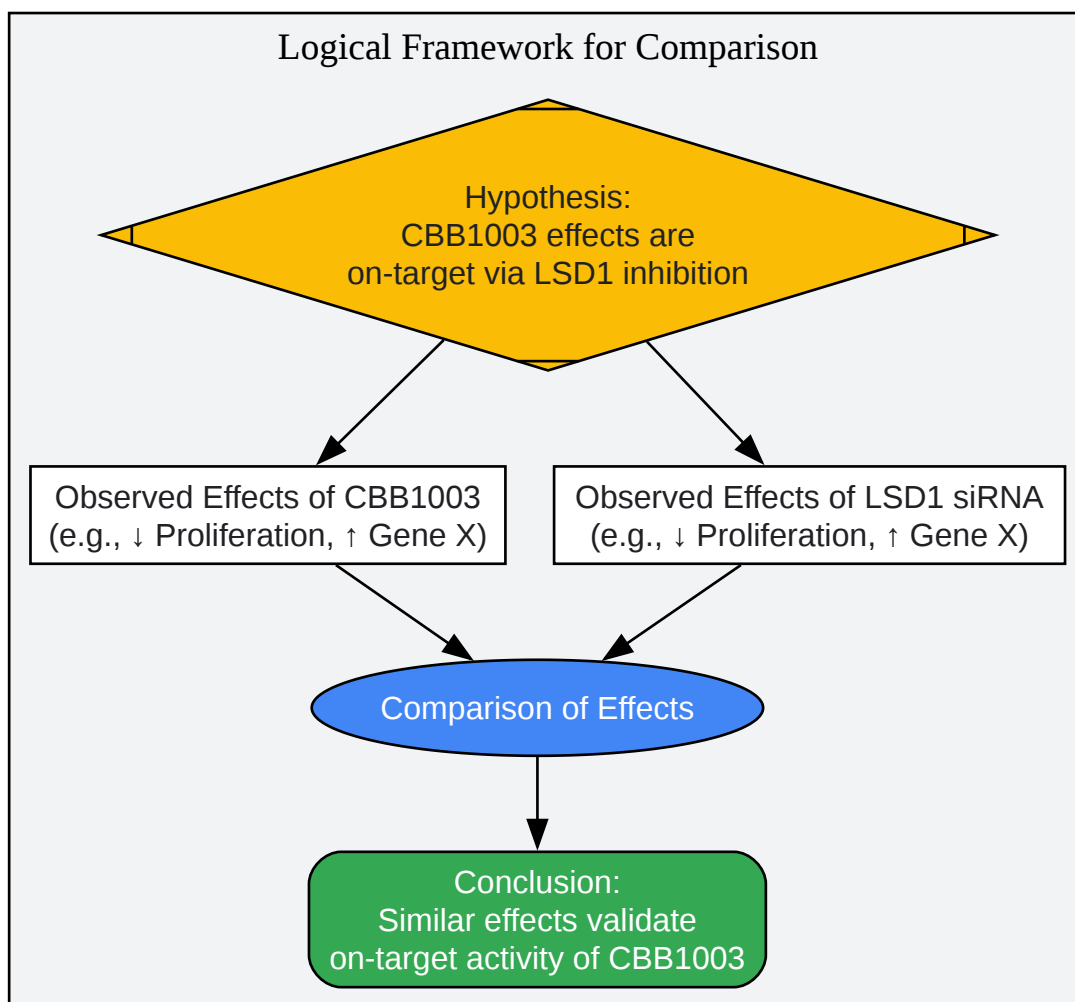 Logical Framework for Comparison
Hypothesis:
CBB1003 effects are
on-target via LSD1 inhibition
Observed Effects of CBB1003
(e.g., ↓ Proliferation, ↑ Gene X)
Observed Effects of LSD1 siRNA
(e.g., ↓ Proliferation, ↑ Gene X)
Comparison of Effects
Conclusion:
Similar effects validate
on-target activity of CBB1003